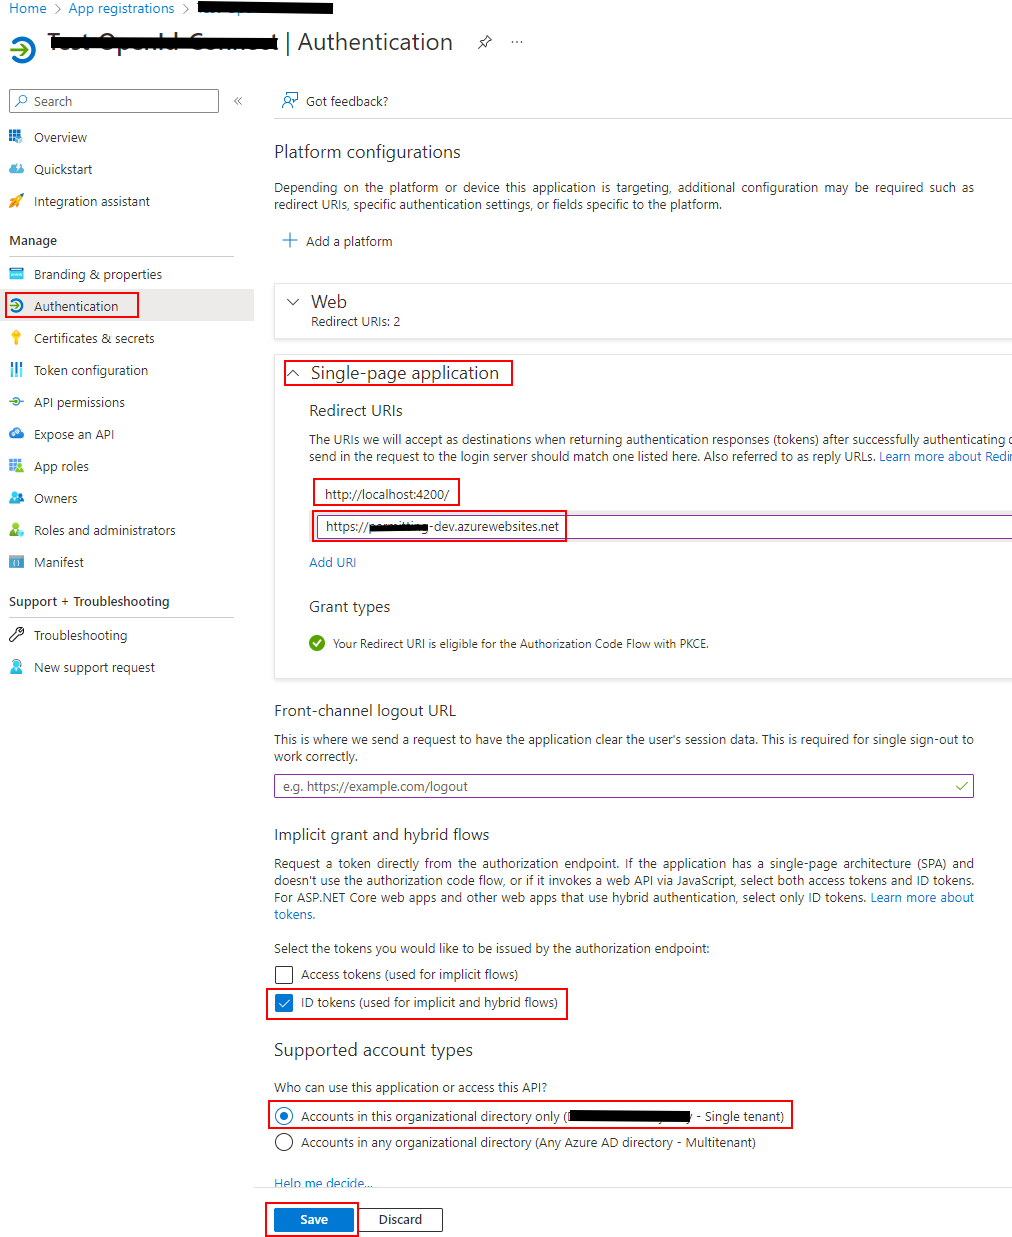 Home > App registrations >
| Authentication ...
Search «
Got feedback?
Overview
Quickstart
Integration assistant
Manage
Branding & properties
Authentication
Certificates & secrets
Token configuration
API permissions
Expose an API
App roles
Owners
Roles and administrators
Manifest
Support + Troubleshooting
Troubleshooting
New support request
Platform configurations
Depending on the platform or device this application is targeting, additional configuration may be required such as
redirect URIs, specific authentication settings, or fields specific to the platform.
Add a platform
Web
Redirect URIs: 2
Single-page application
Redirect URIs
The URIs we will accept as destinations when returning authentication responses (tokens) after successfully authenticating
send in the request to the login server should match one listed here. Also referred to as reply URLs. Learn more about
http://localhost:4200/
https:// -dev.azurewebsites.net
Add URI
Grant types
Your Redirect URI is eligible for the Authorization Code Flow with PKCE.
Front-channel logout URL
This is where we send a request to have the application clear the user's session data. This is required for single sign-out to
work correctly.
e.g. https://example.com/logout
Implicit grant and hybrid flows
Request a token directly from the authorization endpoint. If the application has a single-page architecture (SPA) and
doesn't use the authorization code flow, or if it invokes a web API via JavaScript, select both access tokens and ID tokens.
For ASP.NET Core web apps and other web apps that use hybrid authentication, select only ID tokens. Learn more about
tokens.
Select the tokens you would like to be issued by the authorization endpoint:
Access tokens (used for implicit flows)
ID tokens (used for implicit and hybrid flows)
Supported account types
Who can use this application or access this API?
Accounts in this organizational directory only ( - Single tenant)
Accounts in any organizational directory (Any Azure AD directory - Multitenant)
Help me decide...
Save
Discard